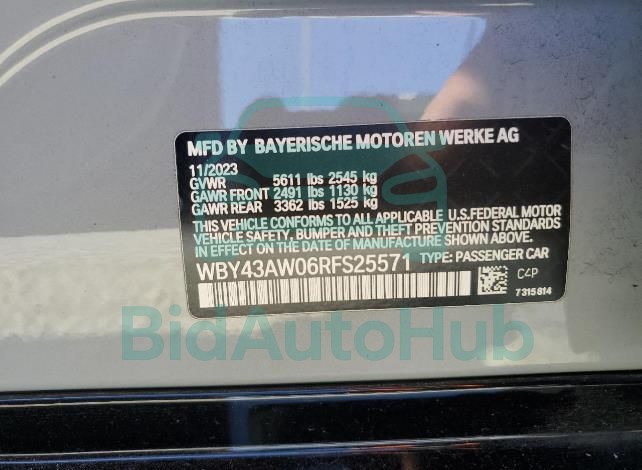 MFD BY BAYERISCHE MOTOREN WERKE AG
11/2023
GVWR 5611 lbs 2545 kg
GAWR FRONT 2491 lbs 1130 kg
GAWR REAR 3362 lbs 1525 kg
THIS VEHICLE CONFORMS TO ALL APPLICABLE U.S.FEDERAL MOTOR
VEHICLE SAFETY, BUMPER AND THEFT PREVENTION STANDARDS
IN EFFECT ON THE DATE OF MANUFACTURE SHOWN ABOVE.
WBY43AW06RFS25571 TYPE: PASSENGER CAR
C4P
7315814
BidAutoHub